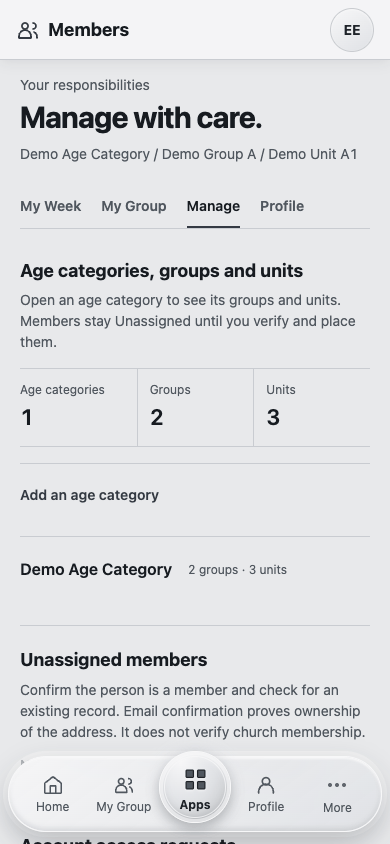 Members
EE
Your responsibilities
Manage with care.
Demo Age Category / Demo Group A / Demo Unit A1
My Week
My Group
Manage
Profile
Age categories, groups and units
Open an age category to see its groups and units.
Members stay Unassigned until you verify and place
them.
Age categories
Groups
Units
1
2
3
Add an age category
Demo Age Category
2 groups · 3 units
Unassigned members
Confirm the person is a member and check for an
existing record. Email confirmation proves ownership
of the address. It does not verify church membership.
Home
My Group
Apps
Profile
More
Account access requests